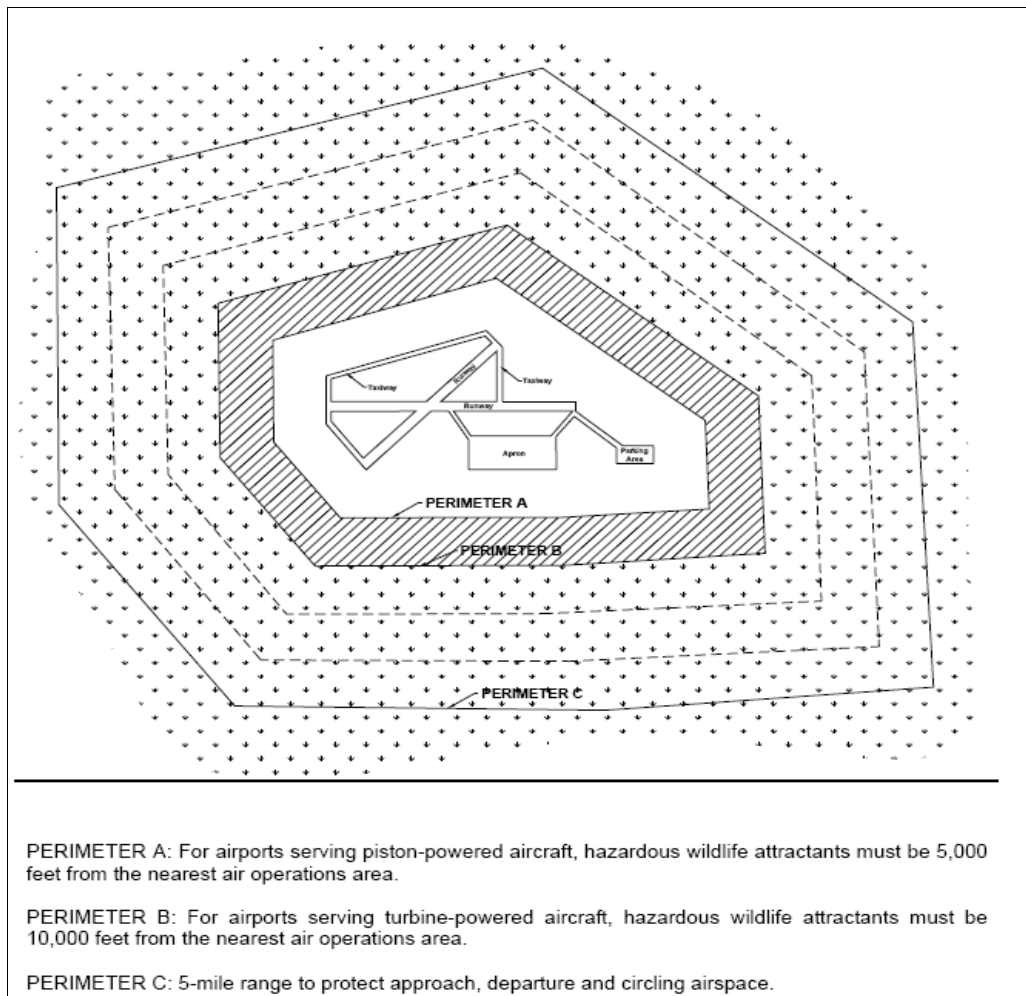 Runway
Taxiway
Taxiway
Runway
Apron
Parking
Area
PERIMETER A
PERIMETER B
PERIMETER C
PERIMETER A: For airports serving piston-powered aircraft, hazardous wildlife attractants must be 5,000
feet from the nearest air operations area.
PERIMETER B: For airports serving turbine-powered aircraft, hazardous wildlife attractants must be
10,000 feet from the nearest air operations area.
PERIMETER C: 5-mile range to protect approach, departure and circling airspace.